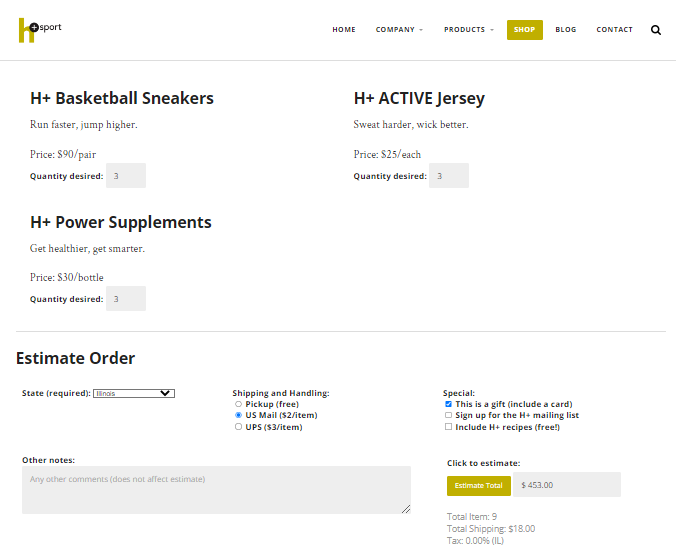 h+sport
HOME COMPANY PRODUCTS SHOP BLOG CONTACT
H+ Basketball Sneakers
Run faster, jump higher.
Price: $90/pair
Quantity desired: 3
H+ ACTIVE Jersey
Sweat harder, wick better.
Price: $25/each
Quantity desired: 3
H+ Power Supplements
Get healthier, get smarter.
Price: $30/bottle
Quantity desired: 3
Estimate Order
State (required): Illinois
Shipping and Handling:
Pickup (free)
US Mail ($2/item)
UPS ($3/item)
Special:
This is a gift (include a card)
Sign up for the H+ mailing list
Include H+ recipes (free!)
Other notes:
Any other comments (does not affect estimate)
Click to estimate:
Estimate Total $ 453.00
Total Item: 9
Total Shipping: $18.00
Tax: 0.00% (IL)